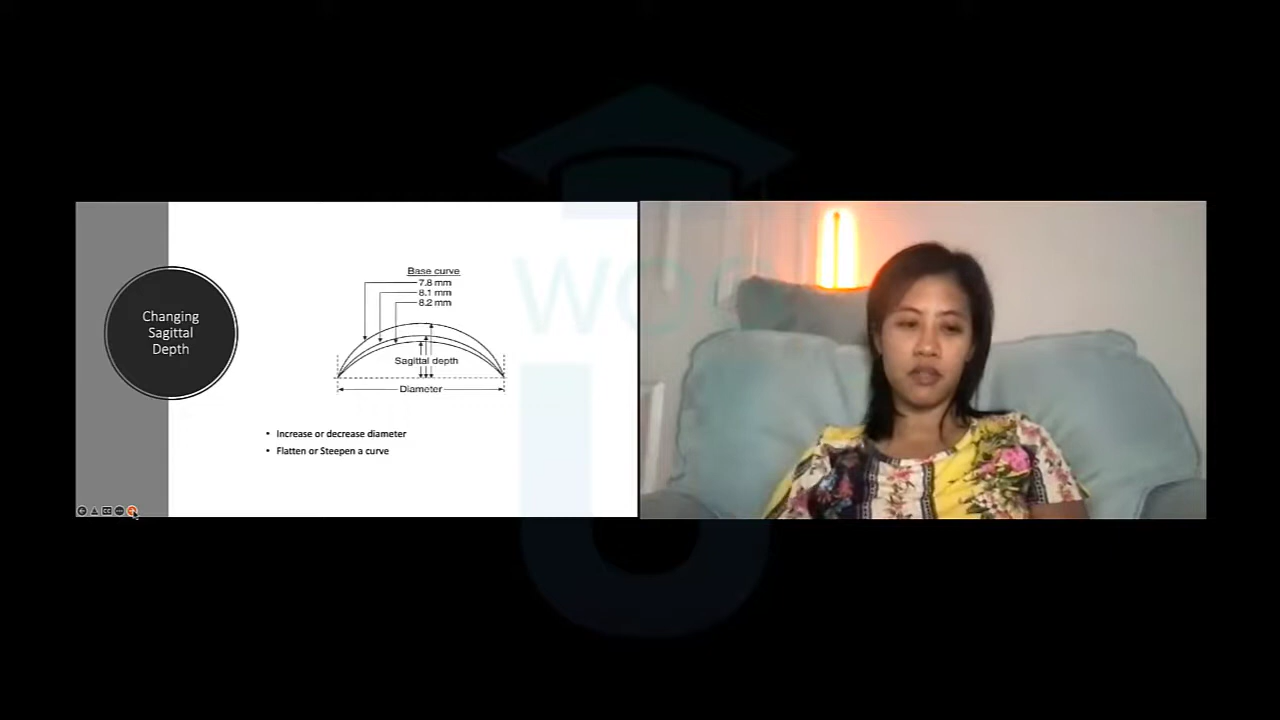 Changing
Sagittal
Depth
Base curve
7.8 mm
8.1 mm
8.2 mm
Sagittal depth
Diameter
• Increase or decrease diameter
• Flatten or Steepen a curve
WOS
U